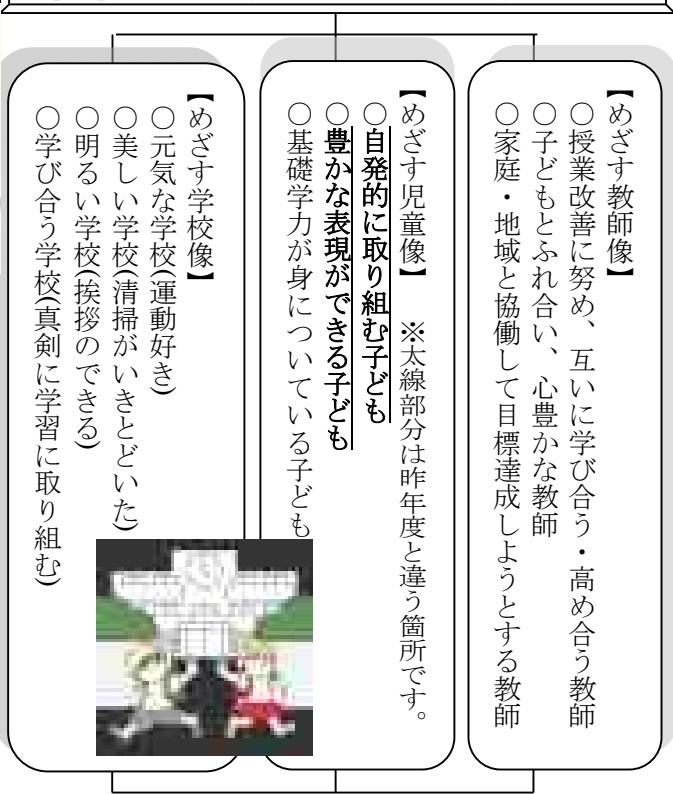 【めざす教師像】
○授業改善に努め、互いに学び合う・高め合う教師
○子どもとふれ合い、心豊かな教師
○家庭・地域と協働して目標達成しようとする教師
【めざす児童像】 ※太線部分は昨年度と違う箇所です。
○自発的に取り組む子ども
○豊かな表現ができる子ども
○基礎学力が身についている子ども
【めざす学校像】
○元気な学校(運動好き)
○美しい学校(清掃がいきとどいた)
○明るい学校(挨拶のできる)
○学び合う学校(真剣に学習に取り組む)